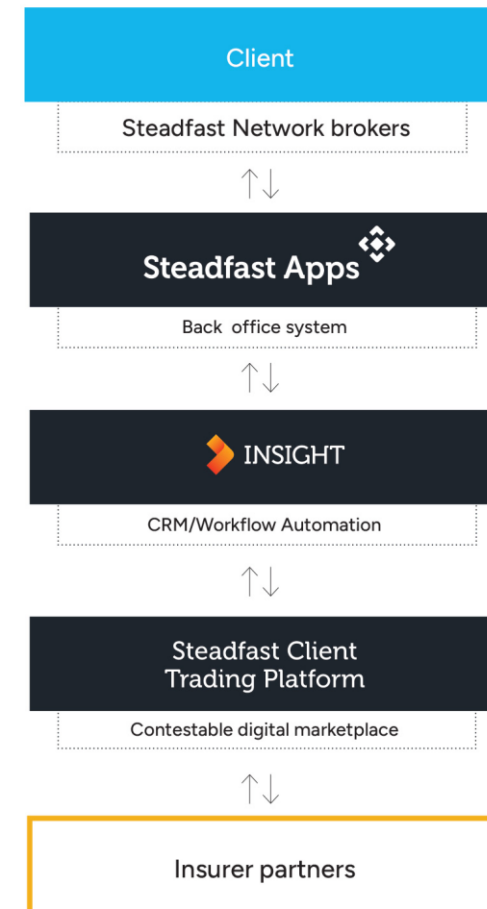 Client
Steadfast Network brokers
Steadfast Apps
Back office system
INSIGHT
CRM/Workflow Automation
Steadfast Client
Trading Platform
Contestable digital marketplace
Insurer partners